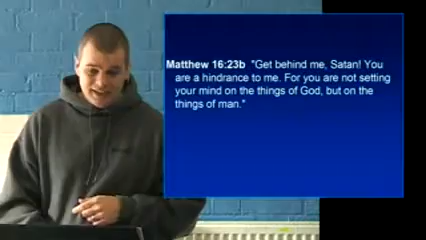 Matthew 16:23b "Get behind me, Satan! You
are a hindrance to me. For you are not setting
your mind on the things of God, but on the
things of man."